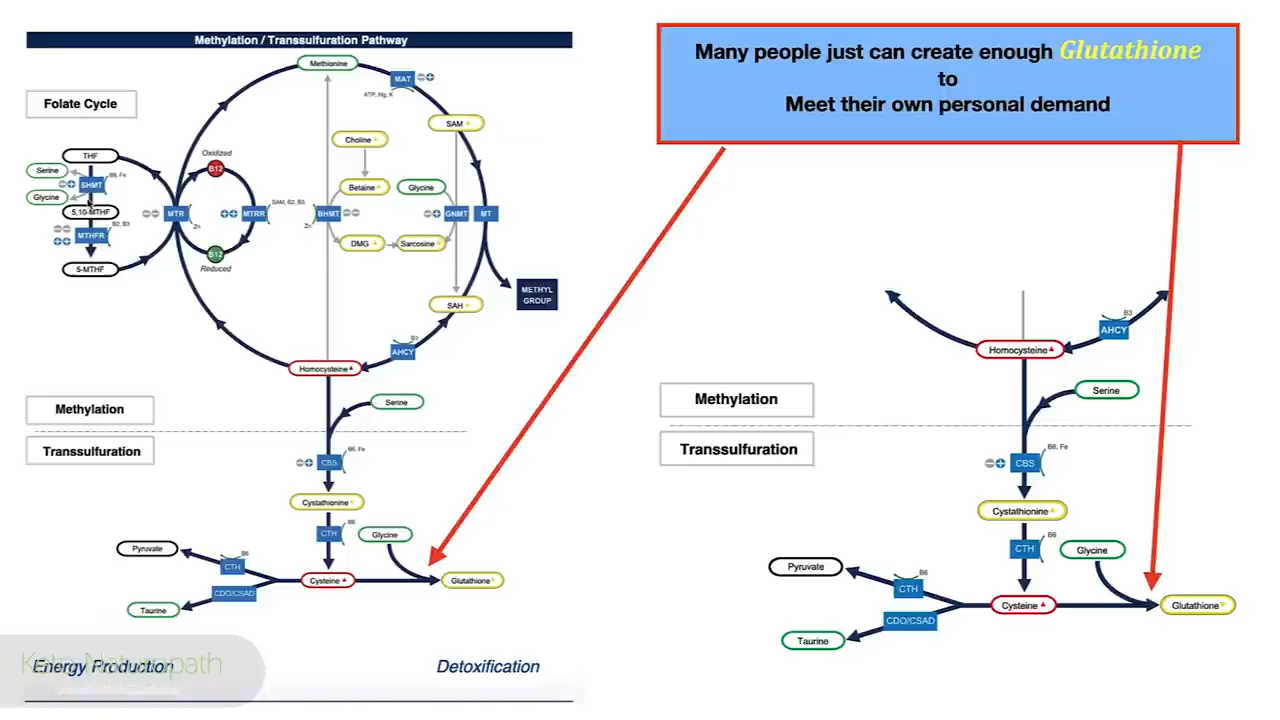 Methylation / Transsulfuration Pathway
Methionine
MAT
ATP, Mg, K
Folate Cycle
SAM
Choline
Oxidized
B12
THF
Serine
B6, Fe
SHMT
Glycine
5,10-MTHF
B2, B3
MTHFR
5-MTHF
MTR
Zn
MTRR
SAM, B2, B3
B12
Reduced
Betaine
Glycine
BHMT
Zn
GNMT
MT
DMG
Sarcosine
METHYL
GROUP
SAH
B3
AHCY
Homocysteine
Methylation
Serine
Transsulfuration
B6, Fe
CBS
Cystathionine
B6
CTH
Glycine
Pyruvate
B6
CTH
Cysteine
Glutathione
CDO/CSAD
Taurine
Keto Naturopath
Energy Production
Detoxification
Many people just can create enough Glutathione
to
Meet their own personal demand
B3
AHCY
Homocysteine
Methylation
Serine
Transsulfuration
B6, Fe
CBS
Cystathionine
B6
CTH
Glycine
Pyruvate
B6
CTH
Cysteine
Glutathione
CDO/CSAD
Taurine